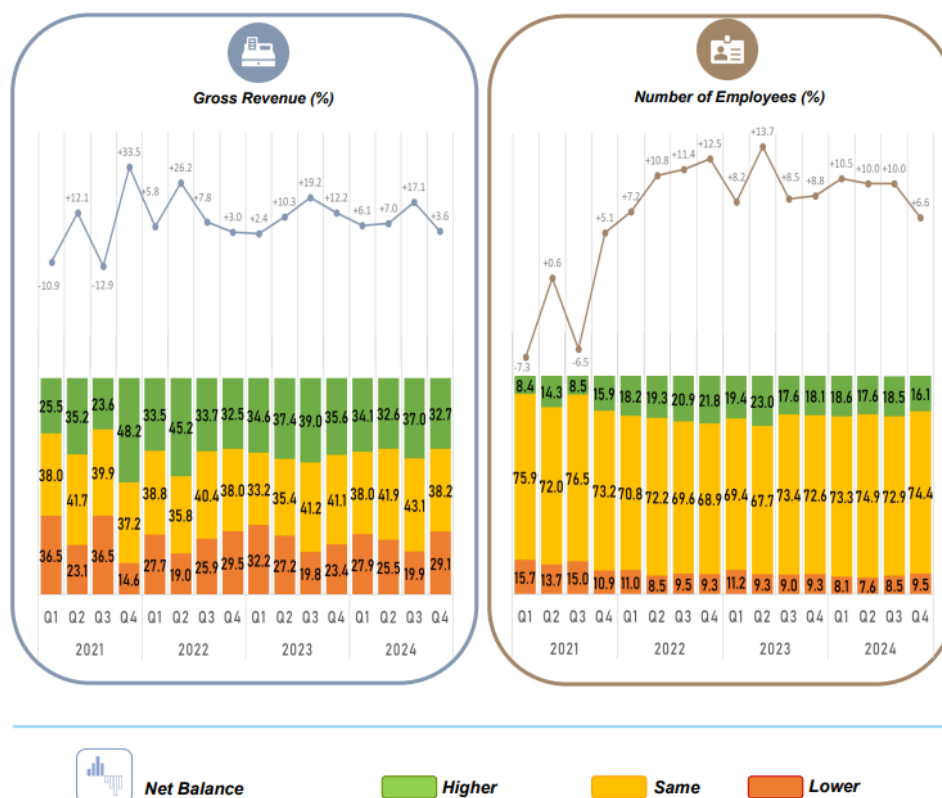 Gross Revenue (%)
+33.5
+26.2
+19.2
+17.1
+12.1
+12.2
+10.3
+5.8
+7.8
+6.1
+7.0
+3.0
+2.4
+3.6
-10.9
-12.9
25.5 35.2 23.6 48.2 33.5 45.2 33.7 32.5 34.6 37.4 39.0 35.6 34.1 32.6 37.0 32.7
38.0 41.7 39.9 37.2 38.8 35.8 40.4 38.0 33.2 35.4 41.2 41.1 38.0 41.9 43.1 38.2
36.5 23.1 36.5 14.6 27.7 19.0 25.9 29.5 32.2 27.2 19.8 23.4 27.9 25.5 19.9 29.1
Q1 Q2 Q3 Q4 Q1 Q2 Q3 Q4 Q1 Q2 Q3 Q4 Q1 Q2 Q3 Q4
2021 2022 2023 2024
Number of Employees (%)
+13.7
+12.5
+11.4
+10.8
+10.5
+10.0
+10.0
+8.2
+8.5
+8.8
+7.2
+6.6
+5.1
+0.6
-7.3
-6.5
8.4 14.3 8.5 15.9 18.2 19.3 20.9 21.8 19.4 23.0 17.6 18.1 18.6 17.6 18.5 16.1
75.9 72.0 76.5 73.2 70.8 72.2 69.6 68.9 69.4 67.7 73.4 72.6 73.3 74.9 72.9 74.4
15.7 13.7 15.0 10.9 11.0 8.5 9.5 9.3 11.2 9.3 9.0 9.3 8.1 7.6 8.5 9.5
Q1 Q2 Q3 Q4 Q1 Q2 Q3 Q4 Q1 Q2 Q3 Q4 Q1 Q2 Q3 Q4
2021 2022 2023 2024
Net Balance Higher Same Lower